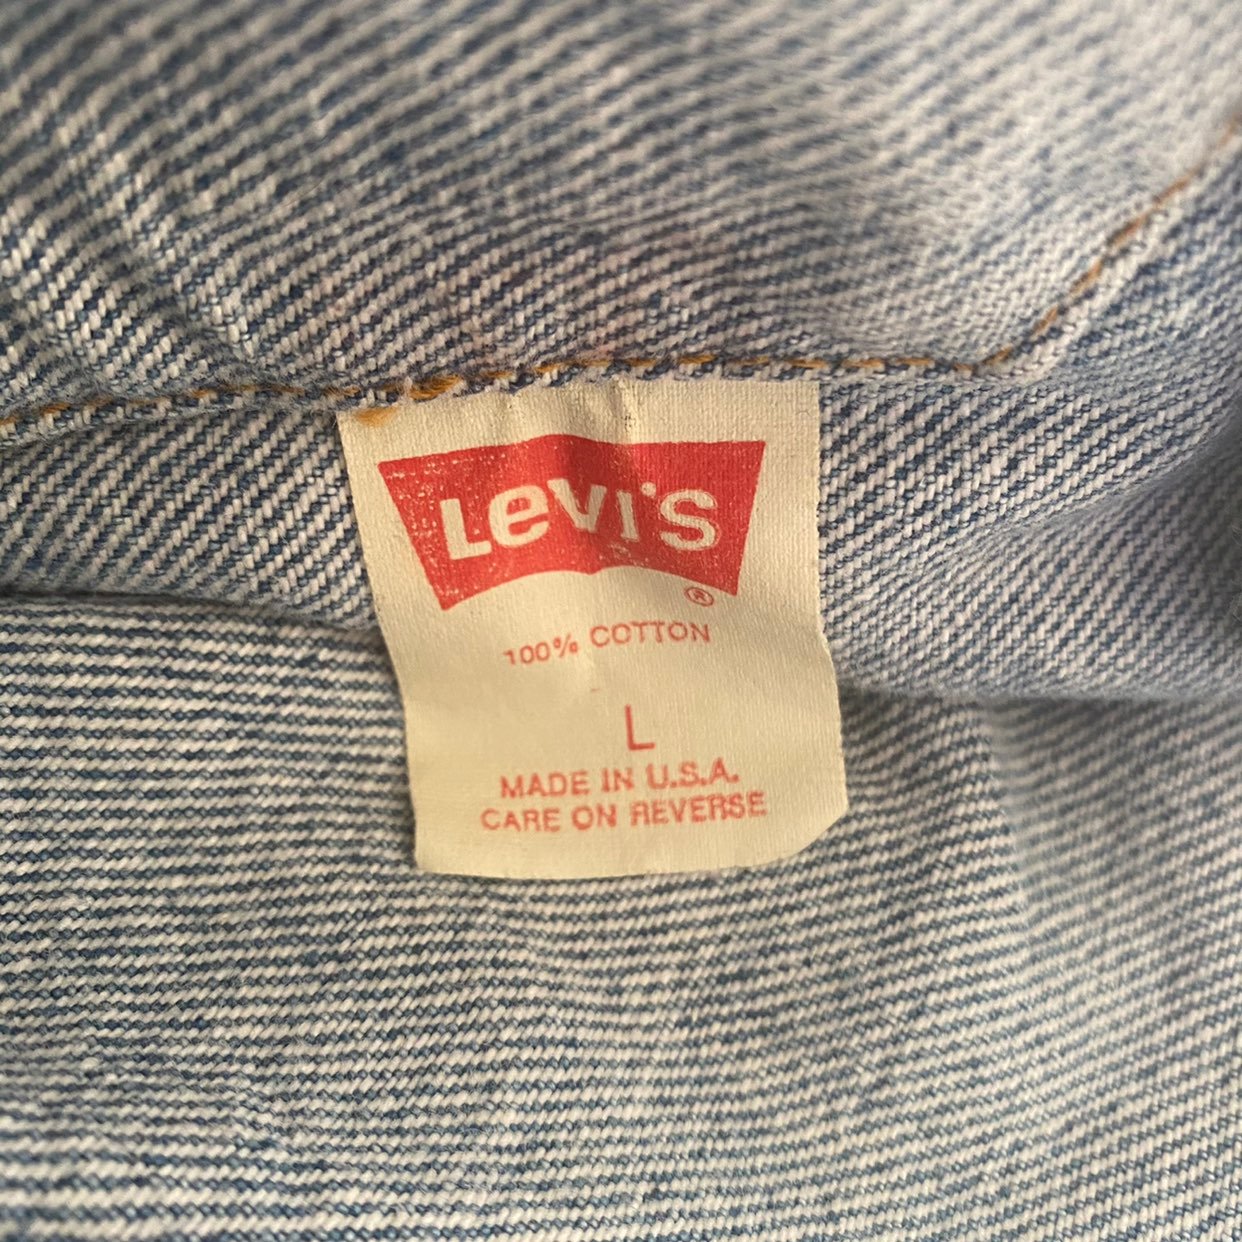 Levi's
®
100% COTTON
L
MADE IN U.S.A.
CARE ON REVERSE